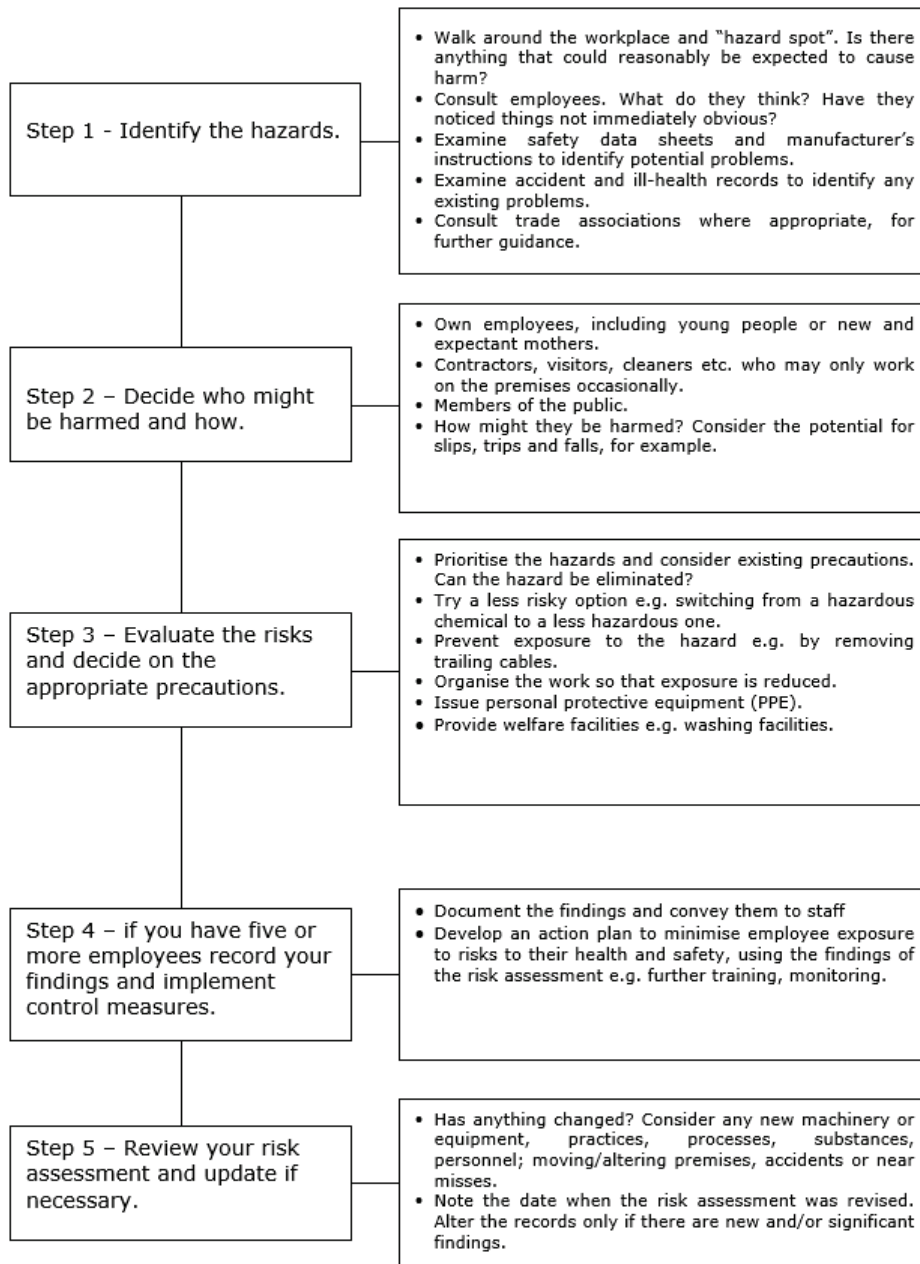 Step 1 - Identify the hazards.
• Walk around the workplace and “hazard spot”. Is there
anything that could reasonably be expected to cause
harm?
• Consult employees. What do they think? Have they
noticed things not immediately obvious?
• Examine safety data sheets and manufacturer’s
instructions to identify potential problems.
• Examine accident and ill-health records to identify any
existing problems.
• Consult trade associations where appropriate, for
further guidance.
Step 2 – Decide who might
be harmed and how.
• Own employees, including young people or new and
expectant mothers.
• Contractors, visitors, cleaners etc. who may only work
on the premises occasionally.
• Members of the public.
• How might they be harmed? Consider the potential for
slips, trips and falls, for example.
Step 3 – Evaluate the risks
and decide on the
appropriate precautions.
• Prioritise the hazards and consider existing precautions.
Can the hazard be eliminated?
• Try a less risky option e.g. switching from a hazardous
chemical to a less hazardous one.
• Prevent exposure to the hazard e.g. by removing
trailing cables.
• Organise the work so that exposure is reduced.
• Issue personal protective equipment (PPE).
• Provide welfare facilities e.g. washing facilities.
Step 4 – if you have five or
more employees record your
findings and implement
control measures.
• Document the findings and convey them to staff
• Develop an action plan to minimise employee exposure
to risks to their health and safety, using the findings of
the risk assessment e.g. further training, monitoring.
Step 5 – Review your risk
assessment and update if
necessary.
• Has anything changed? Consider any new machinery or
equipment, practices, processes, substances,
personnel; moving/altering premises, accidents or near
misses.
• Note the date when the risk assessment was revised.
Alter the records only if there are new and/or significant
findings.